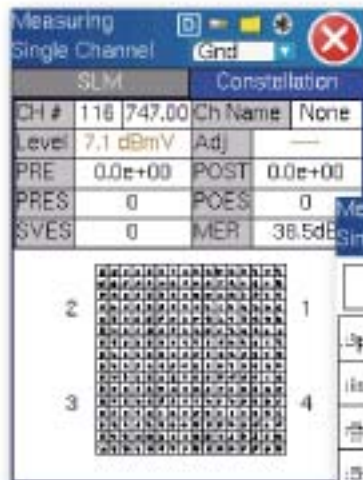 Measuring D
Single Channel Gnd
SLM Constellation
CH # 116 747.00 Ch Name None
Level 7.1 dBmV Adj ----
PRE 0.0e+00 POST 0.0e+00
PRES 0 POES 0
SVES 0 MER 38.5dB
2 1
3 4